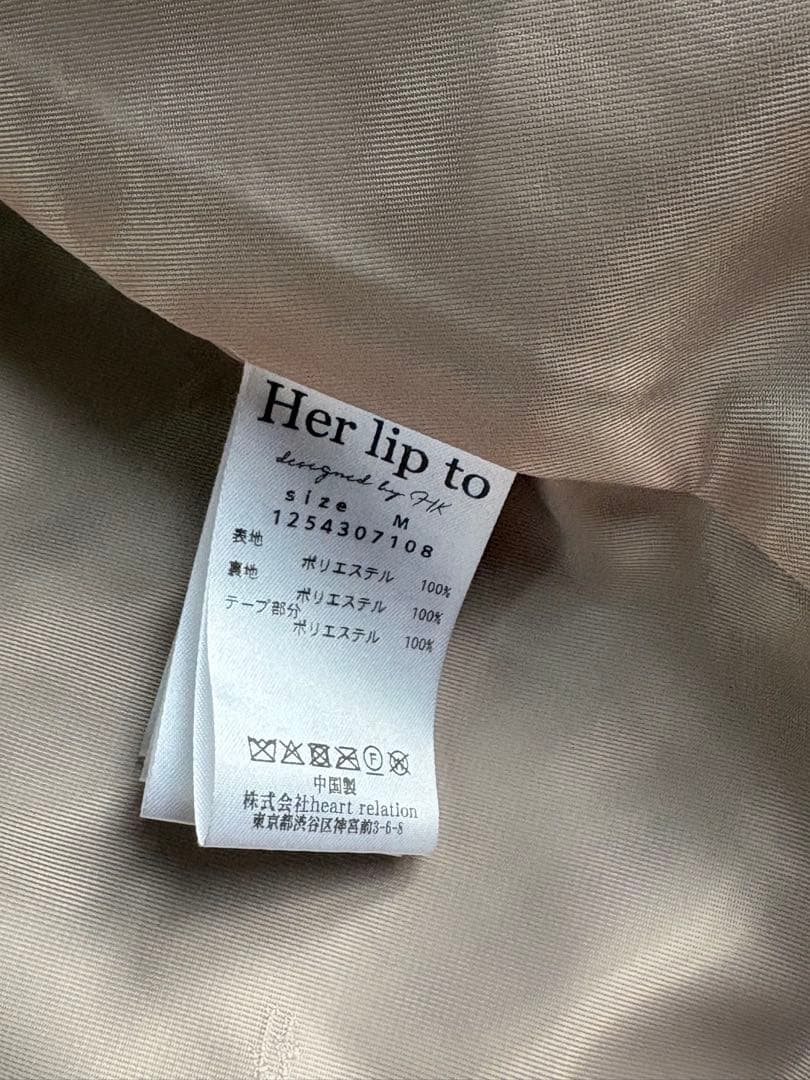 Her lip to
designed by HK
size M
1254307108
表地 ポリエステル 100%
裏地 ポリエステル 100%
テープ部分 ポリエステル 100%
F
中国製
株式会社heart relation
東京都渋谷区神宮前3-6-8